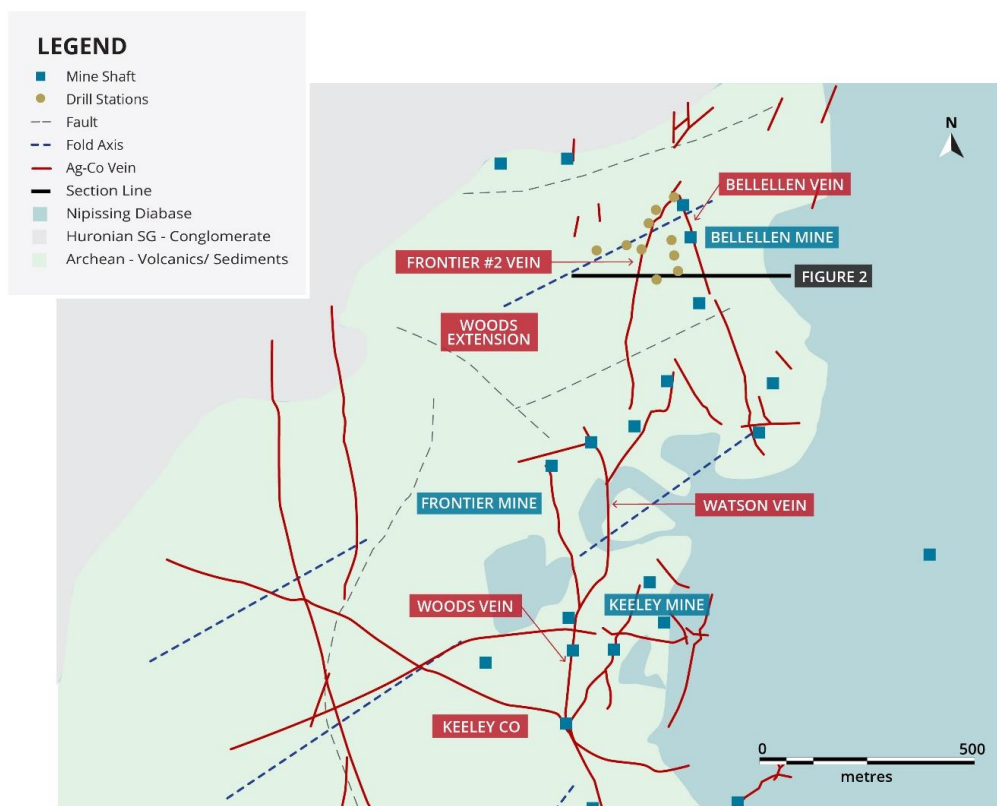 LEGEND
Mine Shaft
Drill Stations
Fault
Fold Axis
Ag-Co Vein
Section Line
Nipissing Diabase
Huronian SG - Conglomerate
Archean - Volcanics/ Sediments
N
BELLELLEN VEIN
BELLELLEN MINE
FRONTIER #2 VEIN
FIGURE 2
WOODS
EXTENSION
FRONTIER MINE
WATSON VEIN
WOODS VEIN
KEELEY MINE
KEELEY CO
0
500
metres